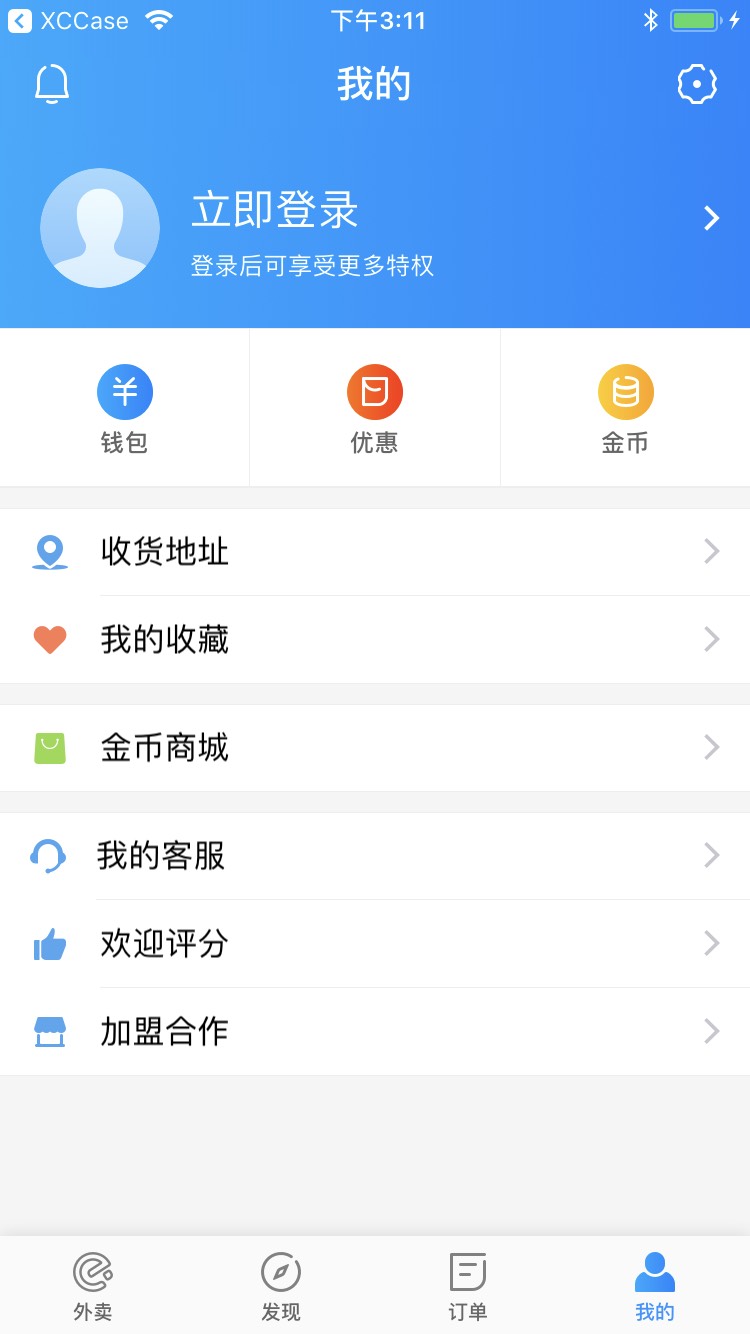 XCCase
下午3:11
我的
立即登录
登录后可享受更多特权
钱包
优惠
金币
收货地址
我的收藏
金币商城
我的客服
欢迎评分
加盟合作
外卖
发现
订单
我的